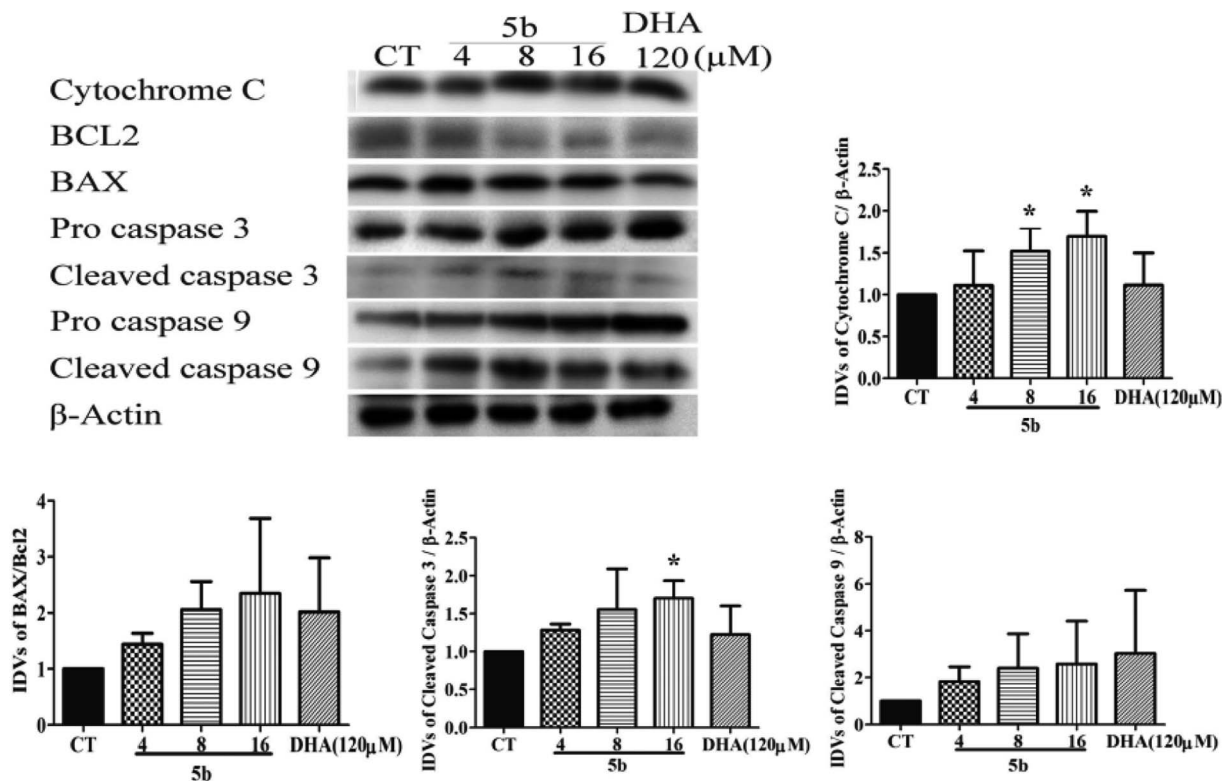 5b DHA
CT 4 8 16 120 (μM)
Cytochrome C
BCL2
BAX
Pro caspase 3
Cleaved caspase 3
Pro caspase 9
Cleaved caspase 9
β-Actin
IDVs of Cytochrome C/ β-Actin
2.5
2.0
1.5
1.0
0.5
0.0
* *
CT 4 8 16 DHA(120μM)
5b
IDVs of BAX/Bcl2
4
3
2
1
0
CT 4 8 16 DHA(120μM)
5b
IDVs of Cleaved Caspase 3 / β-Actin
2.5
2.0
1.5
1.0
0.5
0.0
*
CT 4 8 16 DHA(120μM)
5b
IDVs of Cleaved Caspase 9 / β-Actin
8
6
4
2
0
CT 4 8 16 DHA(120μM)
5b